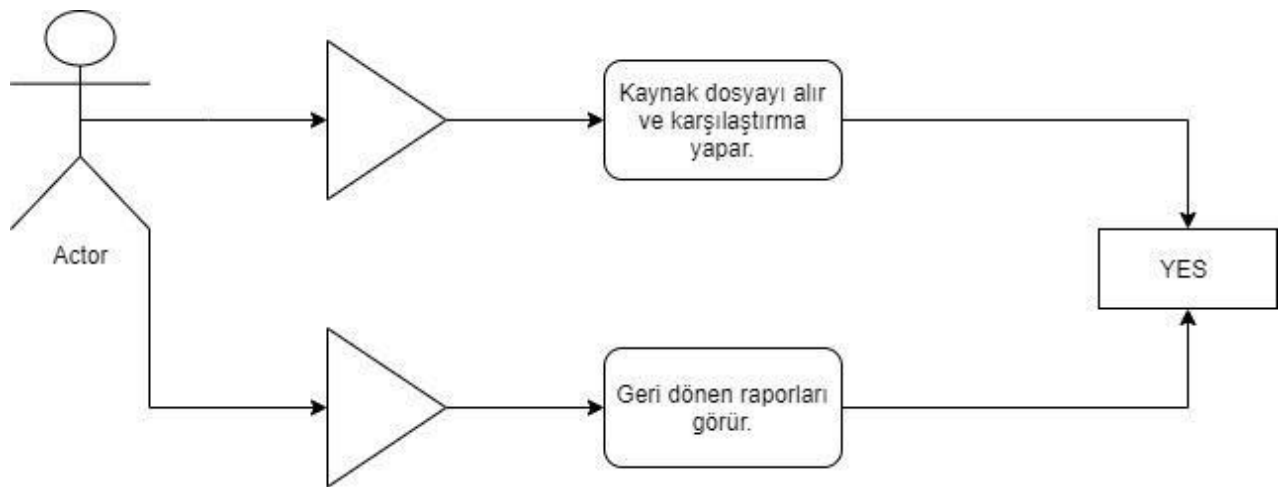 Kaynak dosyayı alır
ve karşılaştırma
yapar.
Actor
YES
Geri dönen raporları
görür.